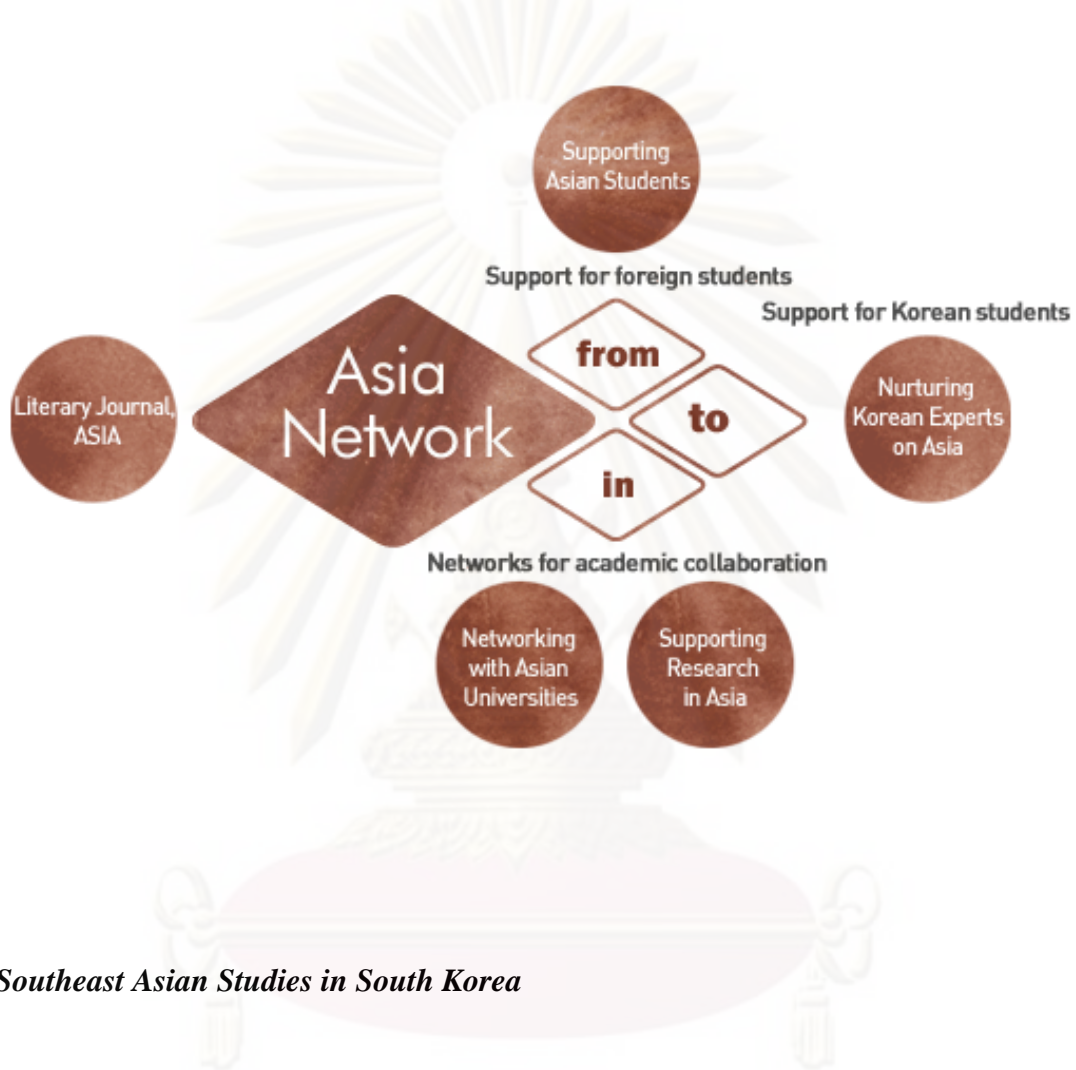 Supporting
Asian Students
Support for foreign students
Support for Korean students
Asia
Network
from
to
in
Literary Journal,
ASIA
Nurturing
Korean Experts
on Asia
Networks for academic collaboration
Networking
with Asian
Universities
Supporting
Research
in Asia
Southeast Asian Studies in South Korea